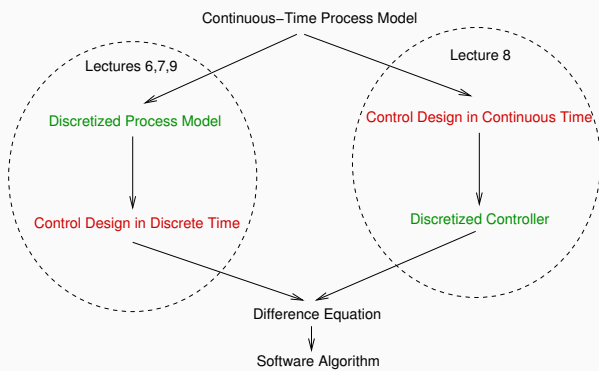 Continuous−Time Process Model
Lectures 6,7,9
Lecture 8
Discretized Process Model
Control Design in Continuous Time
Control Design in Discrete Time
Discretized Controller
Difference Equation
Software Algorithm